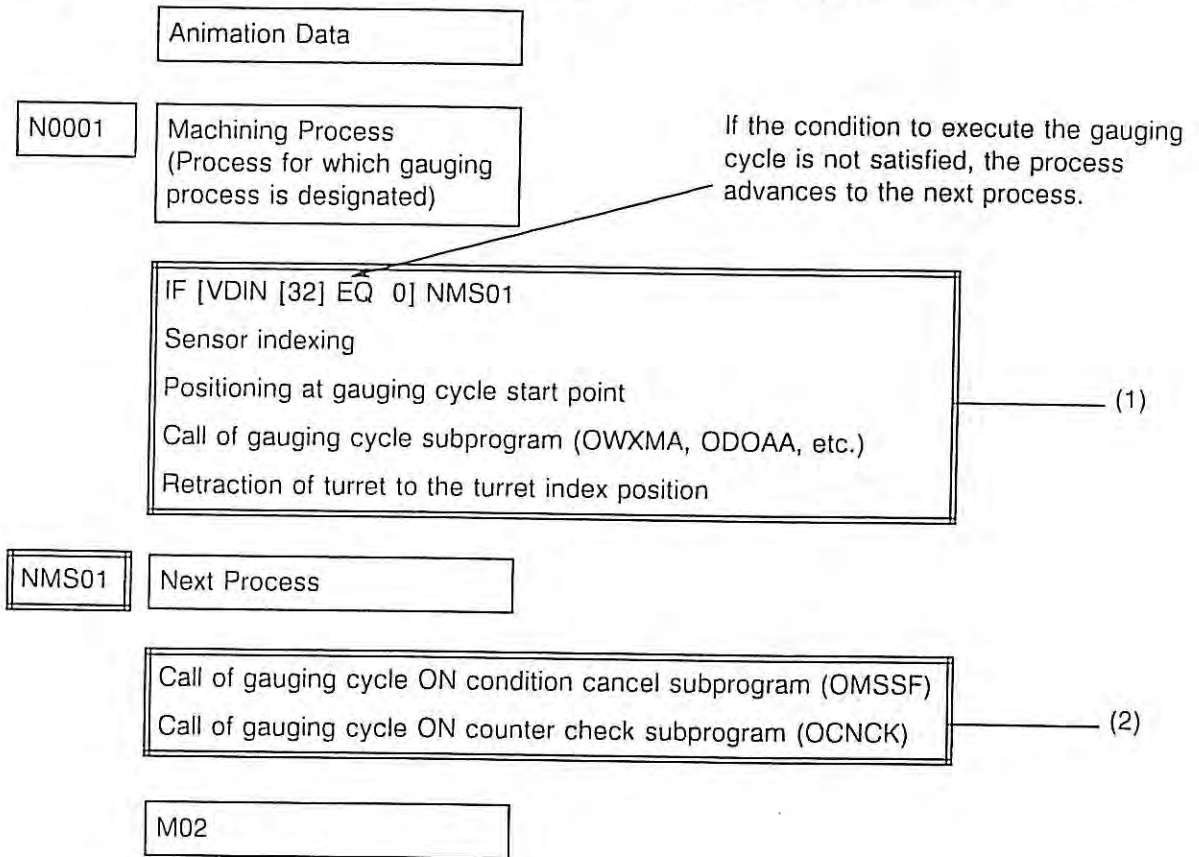 Animation Data
N0001
Machining Process
(Process for which gauging
process is designated)
If the condition to execute the gauging
cycle is not satisfied, the process
advances to the next process.
IF [VDIN [32] EQ 0] NMS01
Sensor indexing
Positioning at gauging cycle start point
Call of gauging cycle subprogram (OWXMA, ODOAA, etc.)
Retraction of turret to the turret index position
(1)
NMS01
Next Process
Call of gauging cycle ON condition cancel subprogram (OMSSF)
Call of gauging cycle ON counter check subprogram (OCNCK)
(2)
M02